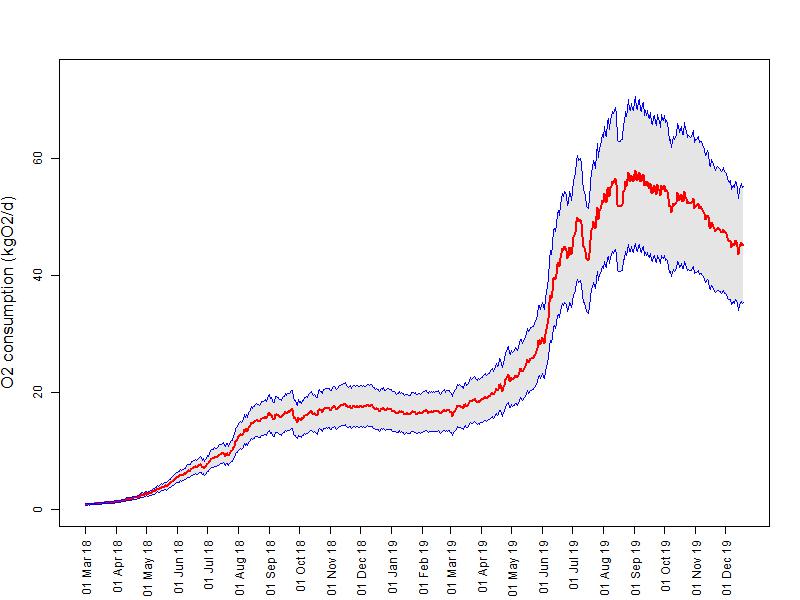 O2 consumption (kgO2/d)
60
40
20
0
01 Mar 18
01 Apr 18
01 May 18
01 Jun 18
01 Jul 18
01 Aug 18
01 Sep 18
01 Oct 18
01 Nov 18
01 Dec 18
01 Jan 19
01 Feb 19
01 Mar 19
01 Apr 19
01 May 19
01 Jun 19
01 Jul 19
01 Aug 19
01 Sep 19
01 Oct 19
01 Nov 19
01 Dec 19